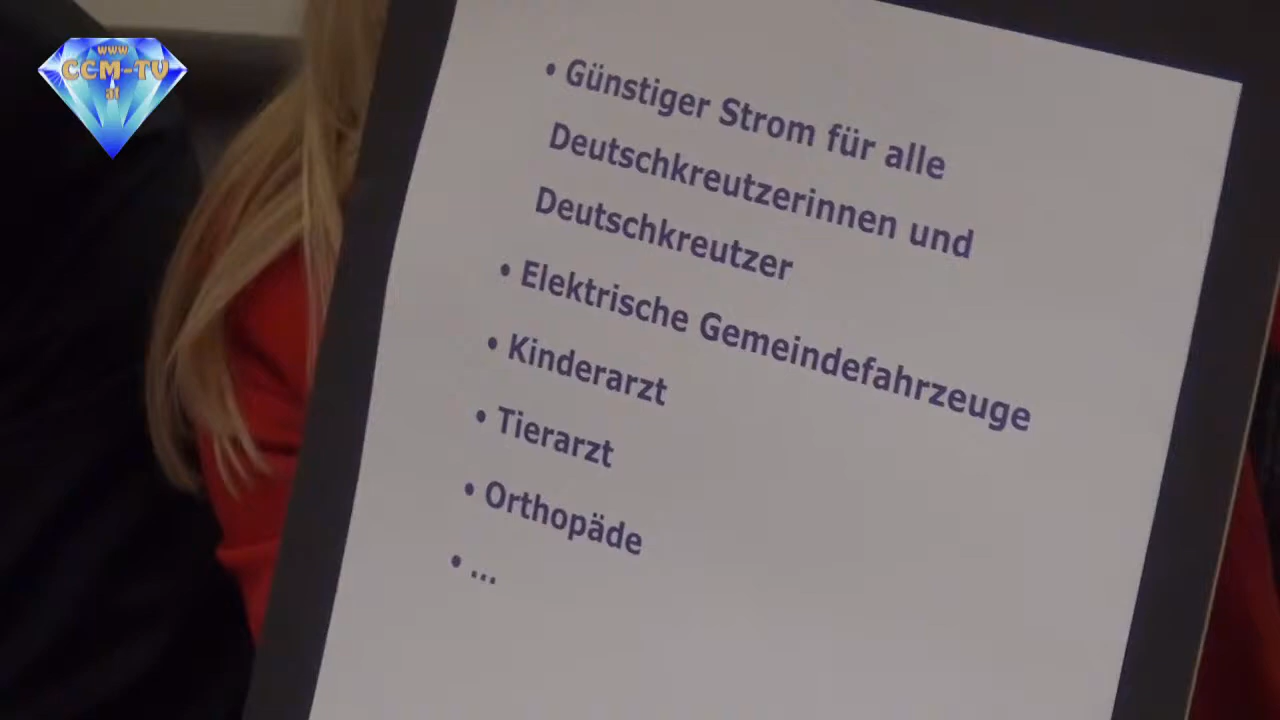 www
CCM-TV
.at
• Günstiger Strom für alle
Deutschkreutzerinnen und
Deutschkreutzer
• Elektrische Gemeindefahrzeuge
• Kinderarzt
• Tierarzt
• Orthopäde
• ...